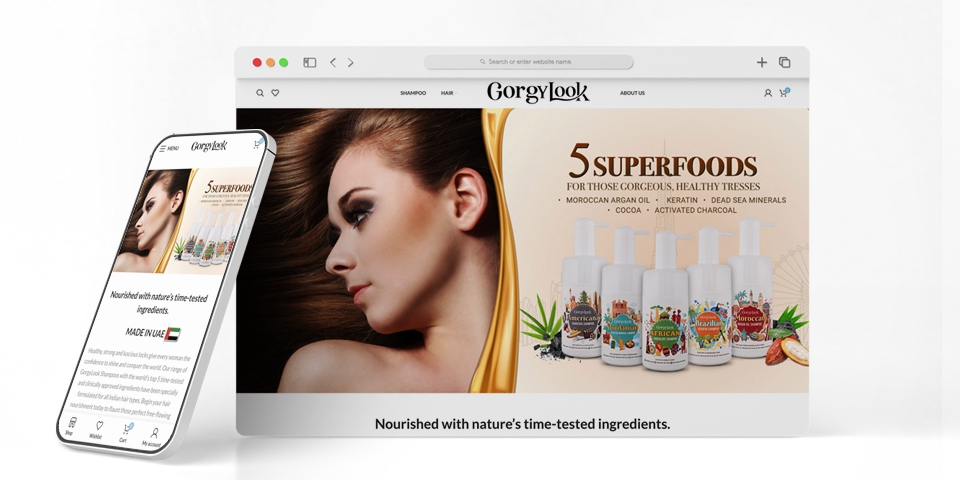 Search or enter website name
SHAMPOO HAIR GorgyLook ABOUT US
5 SUPERFOODS
FOR THOSE GORGEOUS, HEALTHY TRESSES
• MOROCCAN ARGAN OIL • KERATIN • DEAD SEA MINERALS
• COCOA • ACTIVATED CHARCOAL
American
AFRICAN
Brazilian
Moroccan
Nourished with nature's time-tested ingredients.
MENU GorgyLook
5 SUPERFOODS
Nourished with nature's time-tested
ingredients.
MADE IN UAE
Healthy, strong and luscious locks give every woman the
confidence to shine and conquer the world. Our range of
GorgyLook Shampoos with the world's top 5 time-tested
and clinically approved ingredients have been specially
formulated for all Indian hair types. Begin your hair
nourishment today to flaunt those perfect free-flowing
Shop Wishlist Cart My account